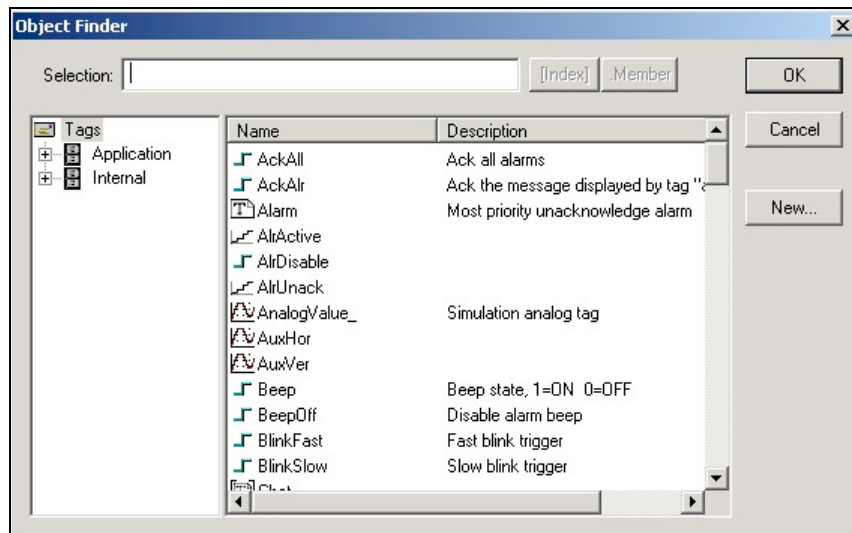 Object Finder
Selection: [Index] .Member OK
Tags Name Description Cancel
Application AckAll Ack all alarms
Internal AckAlr Ack the message displayed by tag "a
New...
Alarm Most priority unacknowledge alarm
AlrActive
AlrDisable
AlrUnack
AnalogValue_ Simulation analog tag
AuxHor
AuxVer
Beep Beep state, 1=ON 0=OFF
BeepOff Disable alarm beep
BlinkFast Fast blink trigger
BlinkSlow Slow blink trigger